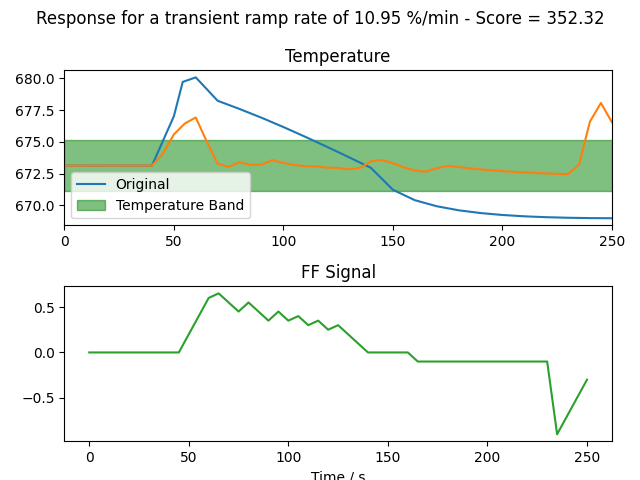 Response for a transient ramp rate of 10.95 %/min - Score = 352.32
Temperature
680.0
677.5
675.0
672.5
670.0
Original
Temperature Band
0 50 100 150 200 250
FF Signal
0.5
0.0
−0.5
0 50 100 150 200 250
Time / s